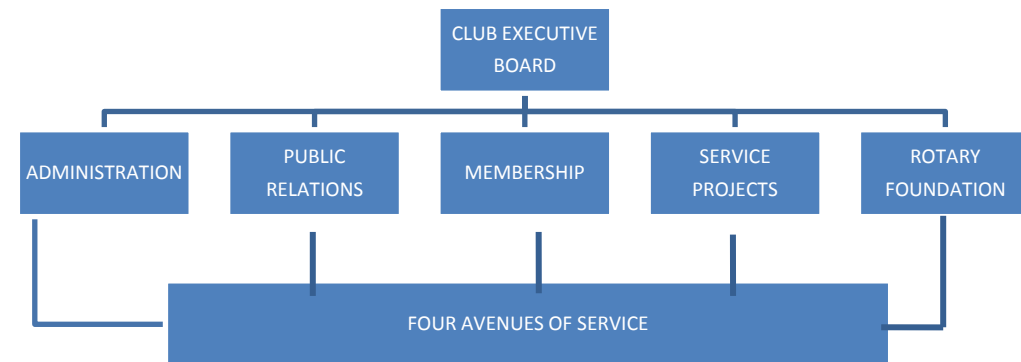 CLUB EXECUTIVE
BOARD
ADMINISTRATION
PUBLIC
RELATIONS
MEMBERSHIP
SERVICE
PROJECTS
ROTARY
FOUNDATION
FOUR AVENUES OF SERVICE